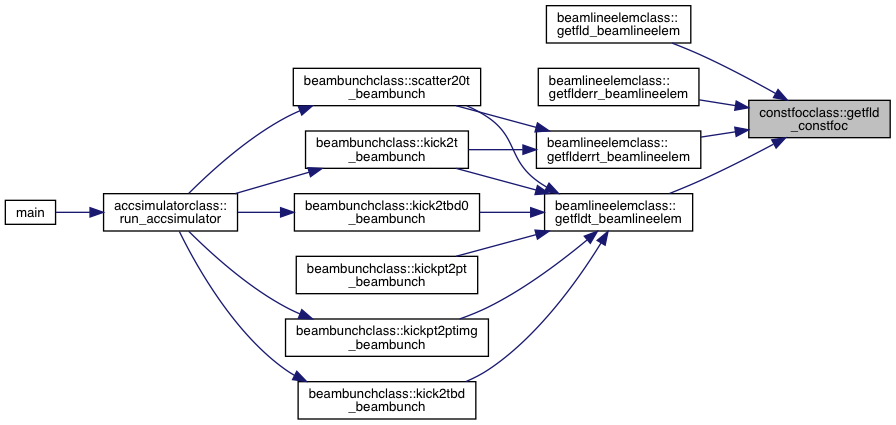 beamlineelemclass::
getfld_beamlineelem
beambunchclass::scatter20t
_beambunch
beamlineelemclass::
getflderr_beamlineelem
constfocclass::getfld
_constfoc
beambunchclass::kick2t
_beambunch
beamlineelemclass::
getflderrt_beamlineelem
main
accsimulatorclass::
run_accsimulator
beambunchclass::kick2tbd0
_beambunch
beamlineelemclass::
getfldt_beamlineelem
beambunchclass::kickpt2pt
_beambunch
beambunchclass::kickpt2ptimg
_beambunch
beambunchclass::kick2tbd
_beambunch